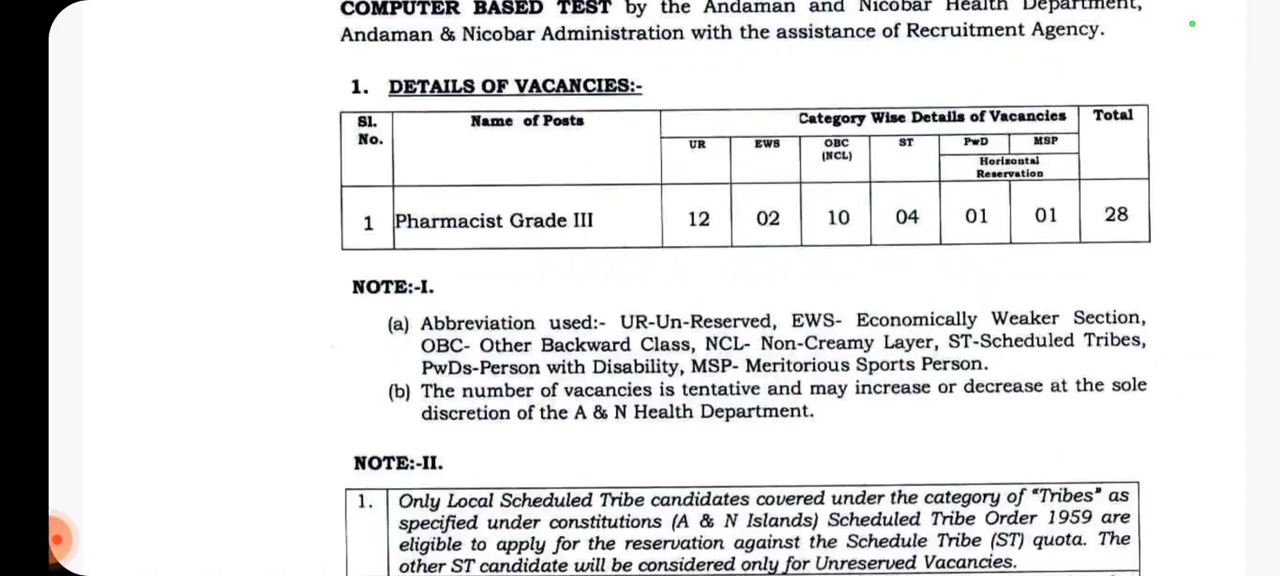 COMPUTER BASED TEST by the Andaman and Nicobar Health Department,
Andaman & Nicobar Administration with the assistance of Recruitment Agency.
1. DETAILS OF VACANCIES:-
Sl. No. Name of Posts Category Wise Details of Vacancies Total
UR EWS OBC (NCL) ST PwD MSP
Horizontal Reservation
1 Pharmacist Grade III 12 02 10 04 01 01 28
NOTE:-I.
(a) Abbreviation used:- UR-Un-Reserved, EWS- Economically Weaker Section,
OBC- Other Backward Class, NCL- Non-Creamy Layer, ST-Scheduled Tribes,
PwDs-Person with Disability, MSP- Meritorious Sports Person.
(b) The number of vacancies is tentative and may increase or decrease at the sole
discretion of the A & N Health Department.
NOTE:-II.
1. Only Local Scheduled Tribe candidates covered under the category of "Tribes" as
specified under constitutions (A & N Islands) Scheduled Tribe Order 1959 are
eligible to apply for the reservation against the Schedule Tribe (ST) quota. The
other ST candidate will be considered only for Unreserved Vacancies.